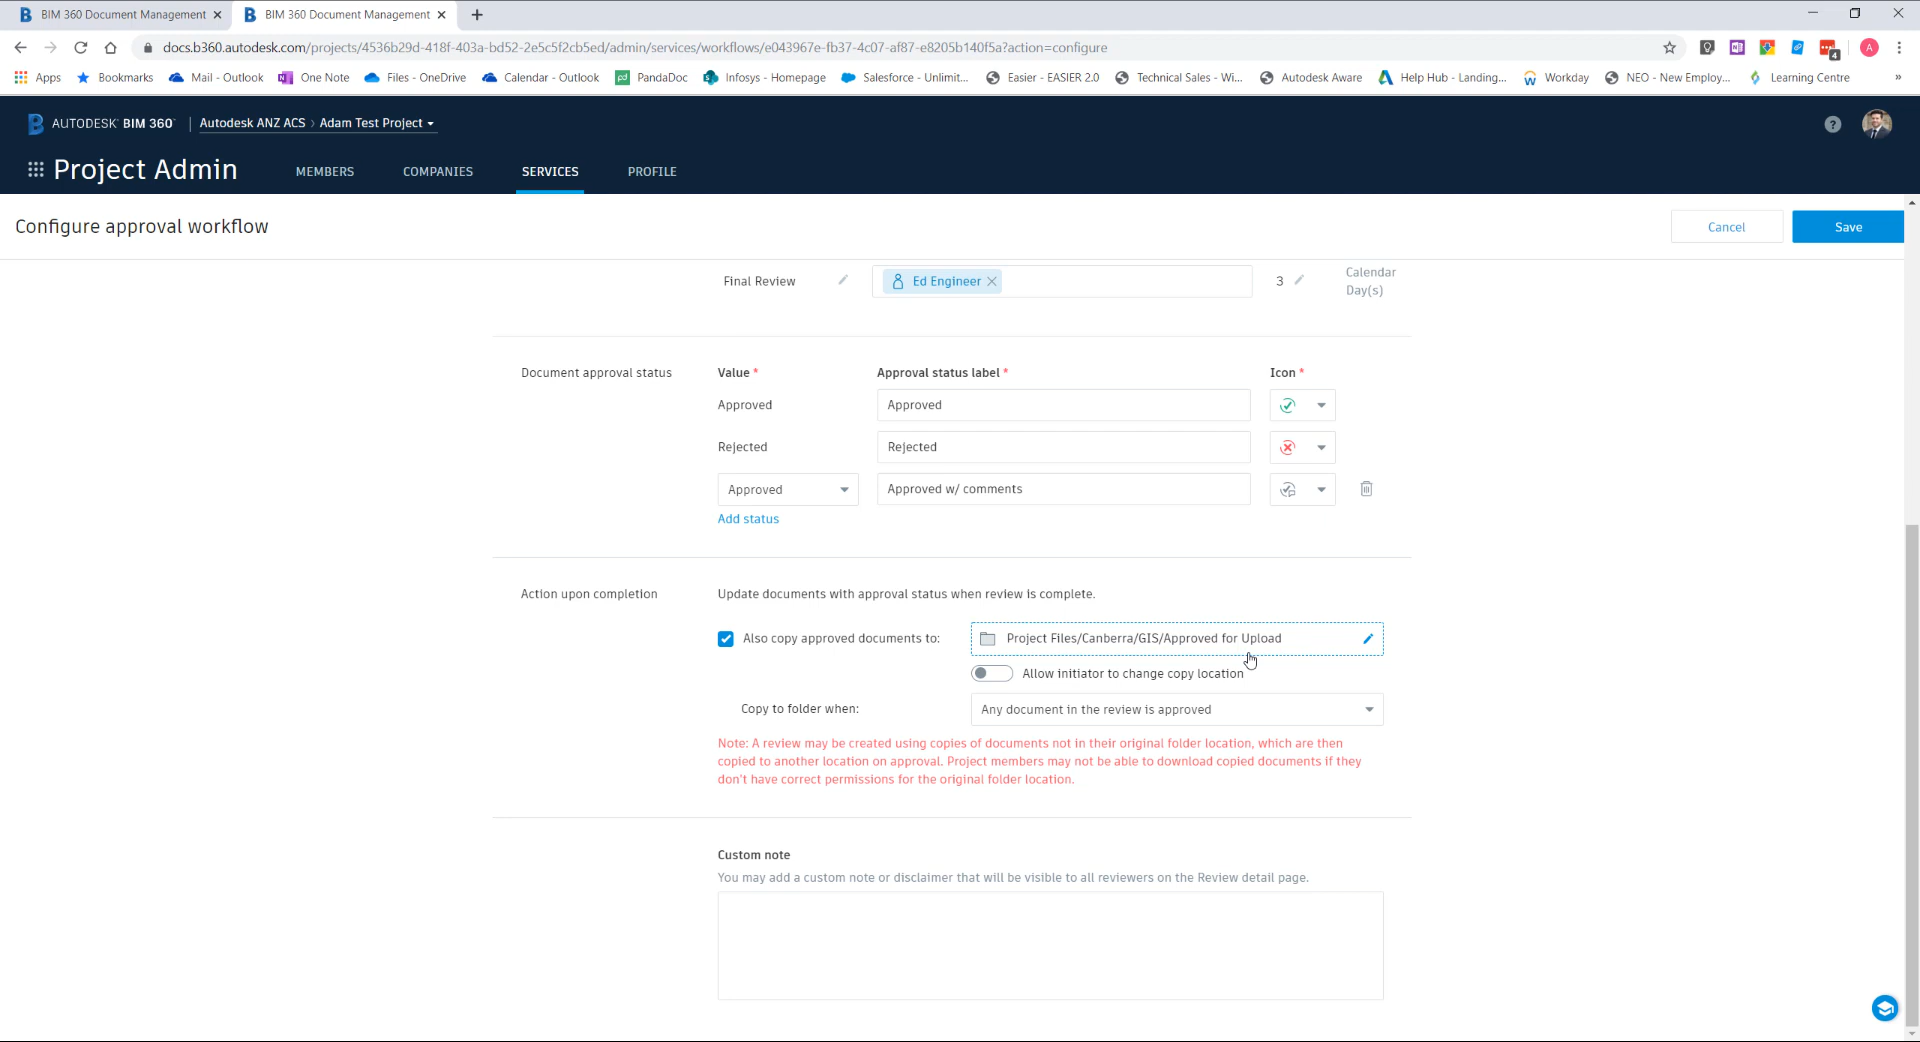 BIM 360 Document Management
BIM 360 Document Management
docs.b360.autodesk.com/projects/4536b29d-418f-403a-bd52-2e5c5f2cb5ed/admin/services/workflows/e043967e-fb37-4c07-af87-e8205b140f5a?action=configure
4
A
Apps Bookmarks Mail - Outlook One Note Files - OneDrive Calendar - Outlook PandaDoc Infosys - Homepage Salesforce - Unlimit... Easier - EASIER 2.0 Technical Sales - Wi... Autodesk Aware Help Hub - Landing... Workday NEO - New Employ... Learning Centre »
AUTODESK BIM 360 Autodesk ANZ ACS > Adam Test Project
?
Project Admin MEMBERS COMPANIES SERVICES PROFILE
Configure approval workflow
Cancel Save
Final Review Ed Engineer 3 Calendar
Day(s)
Document approval status Value * Approval status label * Icon *
Approved Approved
Rejected Rejected
Approved Approved w/ comments
Add status
Action upon completion Update documents with approval status when review is complete.
Also copy approved documents to: Project Files/Canberra/GIS/Approved for Upload
Allow initiator to change copy location
Copy to folder when: Any document in the review is approved
Note: A review may be created using copies of documents not in their original folder location, which are then
copied to another location on approval. Project members may not be able to download copied documents if they
don't have correct permissions for the original folder location.
Custom note
You may add a custom note or disclaimer that will be visible to all reviewers on the Review detail page.